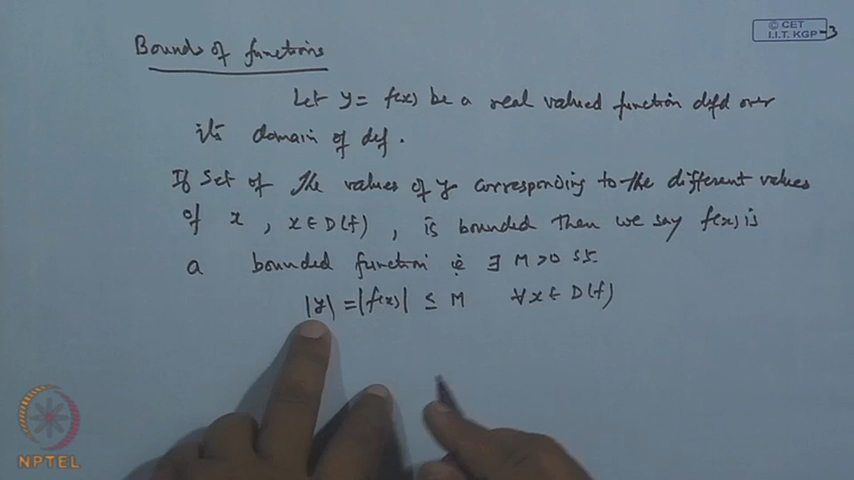 © CET
I.I.T. KGP
3
Bounds of functions
Let y = f(x) be a real valued function defd over
its domain of def.
If Set of The values of y corresponding to the different values
of x, x ∈ D(f), is bounded then we say f(x) is
a bounded function ie ∃ M>0 s.t.
|y| = |f(x)| ≤ M ∀x ∈ D(f)
NPTEL